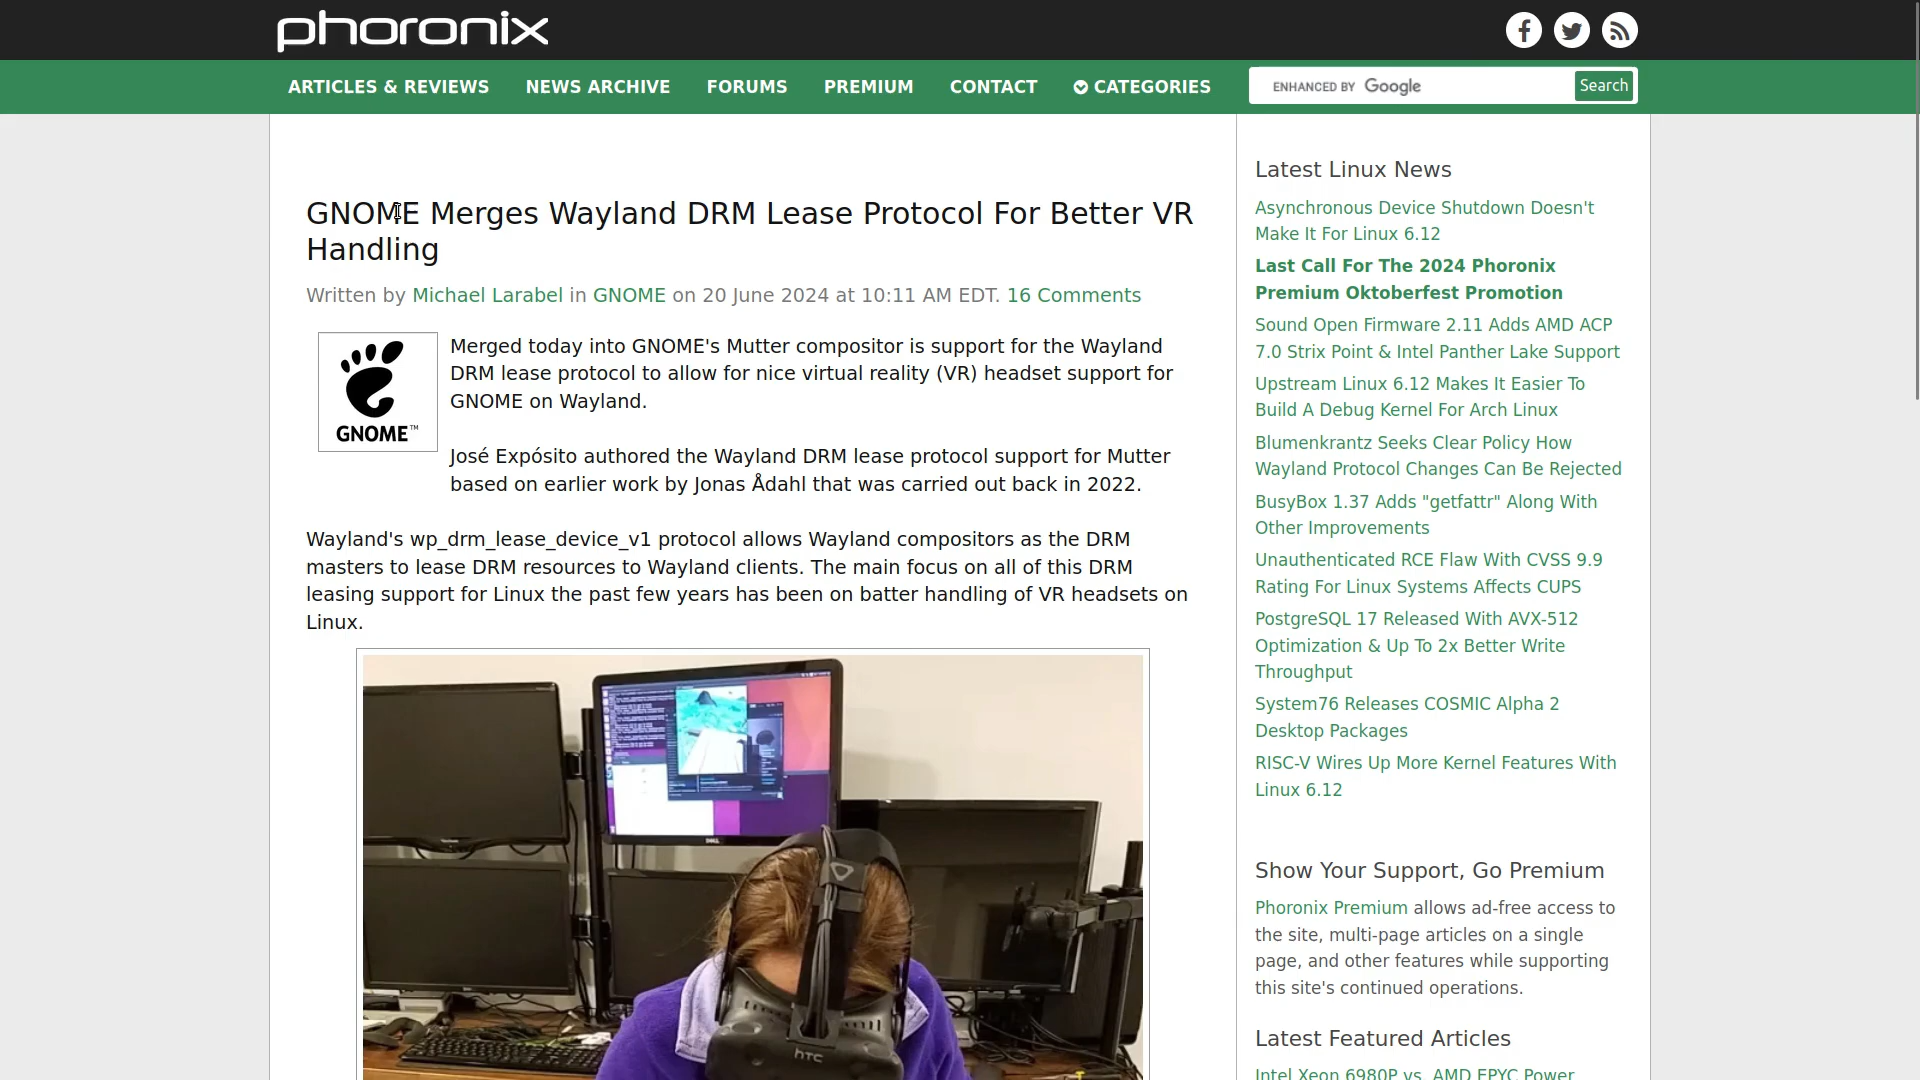 phoronix
ARTICLES & REVIEWS
NEWS ARCHIVE
FORUMS
PREMIUM
CONTACT
CATEGORIES
ENHANCED BY Google
Search
GNOME Merges Wayland DRM Lease Protocol For Better VR
Handling
Written by Michael Larabel in GNOME on 20 June 2024 at 10:11 AM EDT. 16 Comments
GNOME™
Merged today into GNOME's Mutter compositor is support for the Wayland
DRM lease protocol to allow for nice virtual reality (VR) headset support for
GNOME on Wayland.
José Expósito authored the Wayland DRM lease protocol support for Mutter
based on earlier work by Jonas Ådahl that was carried out back in 2022.
Wayland's wp_drm_lease_device_v1 protocol allows Wayland compositors as the DRM
masters to lease DRM resources to Wayland clients. The main focus on all of this DRM
leasing support for Linux the past few years has been on batter handling of VR headsets on
Linux.
DELL
htc
Latest Linux News
Asynchronous Device Shutdown Doesn't
Make It For Linux 6.12
Last Call For The 2024 Phoronix
Premium Oktoberfest Promotion
Sound Open Firmware 2.11 Adds AMD ACP
7.0 Strix Point & Intel Panther Lake Support
Upstream Linux 6.12 Makes It Easier To
Build A Debug Kernel For Arch Linux
Blumenkrantz Seeks Clear Policy How
Wayland Protocol Changes Can Be Rejected
BusyBox 1.37 Adds "getfattr" Along With
Other Improvements
Unauthenticated RCE Flaw With CVSS 9.9
Rating For Linux Systems Affects CUPS
PostgreSQL 17 Released With AVX-512
Optimization & Up To 2x Better Write
Throughput
System76 Releases COSMIC Alpha 2
Desktop Packages
RISC-V Wires Up More Kernel Features With
Linux 6.12
Show Your Support, Go Premium
Phoronix Premium allows ad-free access to
the site, multi-page articles on a single
page, and other features while supporting
this site's continued operations.
Latest Featured Articles
Intel Xeon 6980P vs. AMD EPYC Power